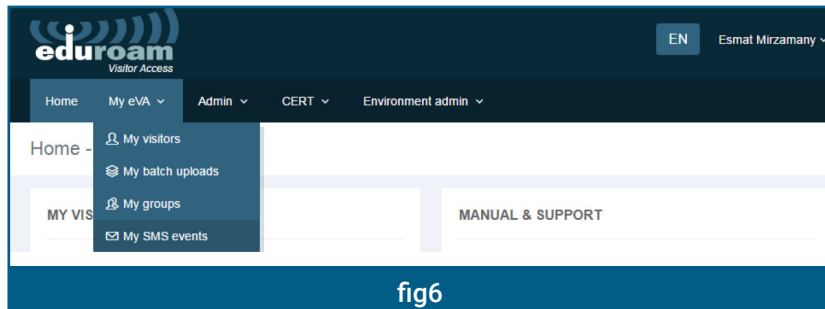 eduroam
Visitor Access
EN Esmat Mirzamany
Home My eVA Admin CERT Environment admin
Home -
My visitors
My batch uploads
My groups
My SMS events
MY VIS
MANUAL & SUPPORT
fig6